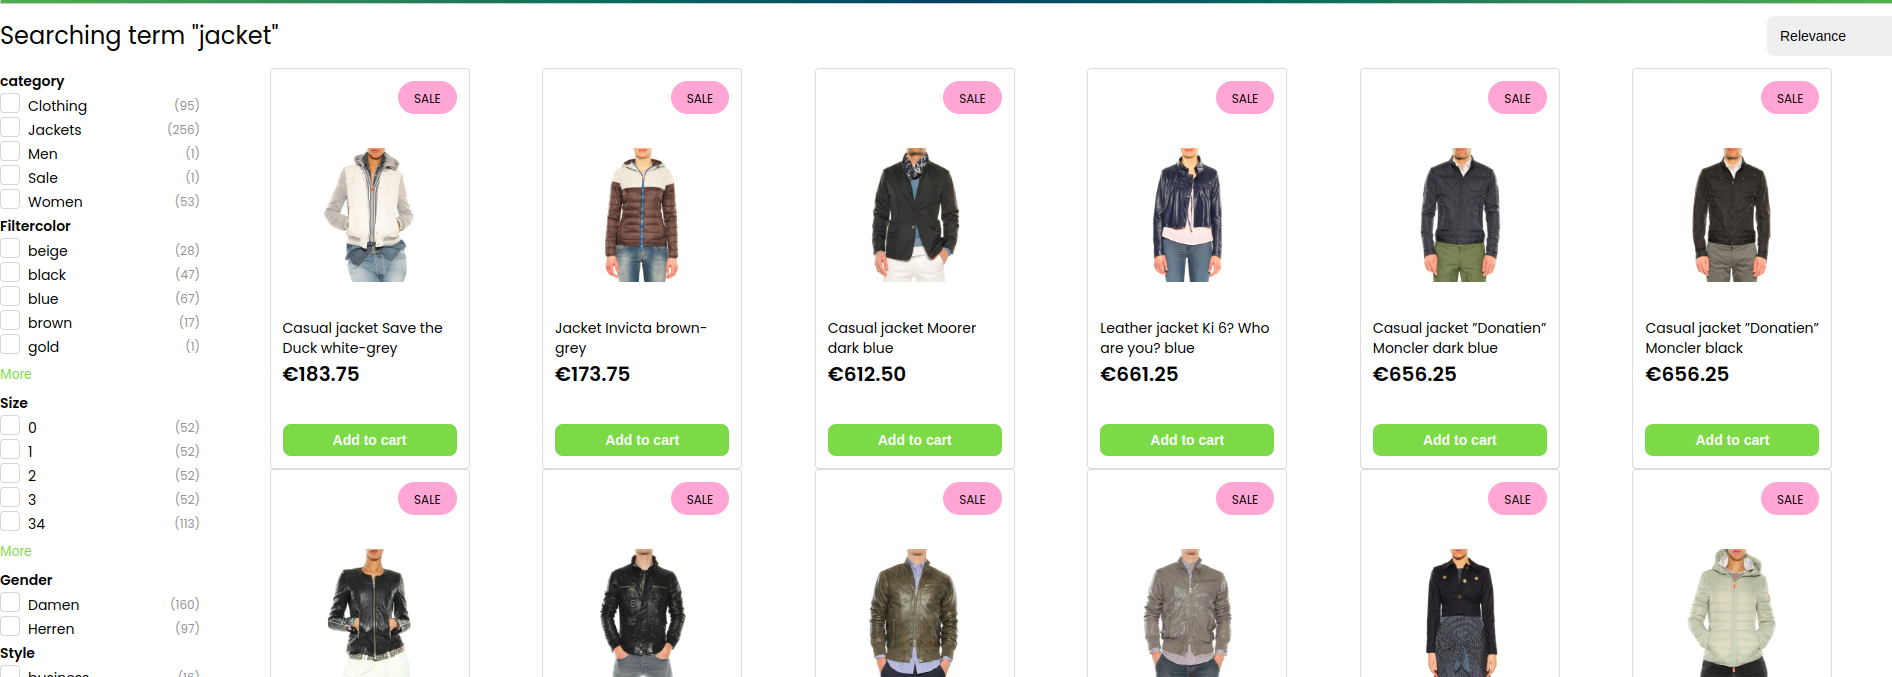 Searching term "jacket"
Relevance
category
Clothing (95)
Jackets (256)
Men (1)
Sale (1)
Women (53)
Filtercolor
beige (28)
black (47)
blue (67)
brown (17)
gold (1)
More
Size
0 (52)
1 (52)
2 (52)
3 (52)
34 (113)
More
Gender
Damen (160)
Herren (97)
Style
business (16)
SALE
Casual jacket Save the
Duck white-grey
€183.75
Add to cart
SALE
Jacket Invicta brown-
grey
€173.75
Add to cart
SALE
Casual jacket Moorer
dark blue
€612.50
Add to cart
SALE
Leather jacket Ki 6? Who
are you? blue
€661.25
Add to cart
SALE
Casual jacket ”Donatien”
Moncler dark blue
€656.25
Add to cart
SALE
Casual jacket ”Donatien”
Moncler black
€656.25
Add to cart
SALE
SALE
SALE
SALE
SALE
SALE